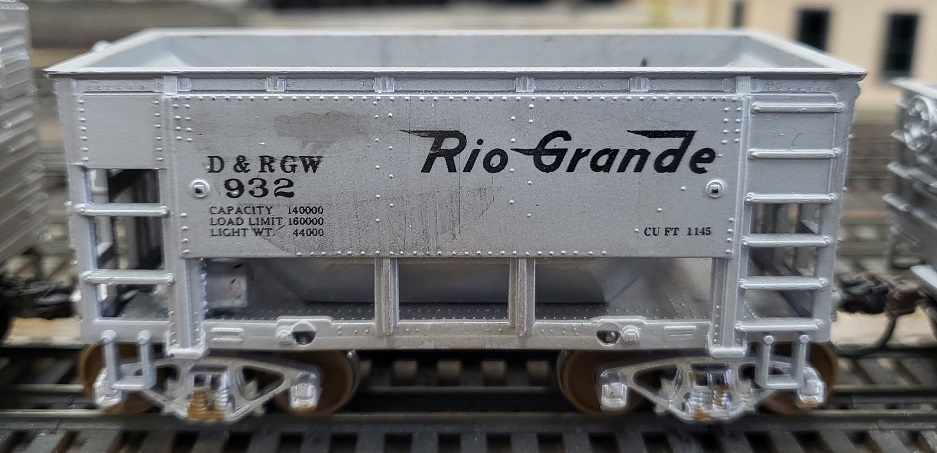 Rio Grande
D & RGW
932
CAPACITY 140000
LOAD LIMIT 160000
LIGHT WT. 44000
CU FT 1145